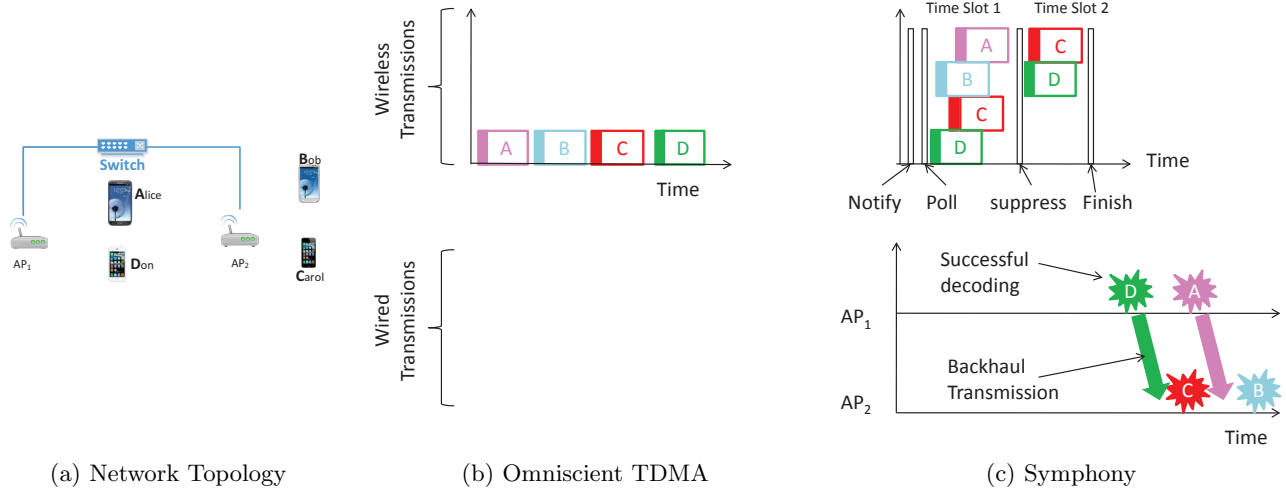 Switch
Alice
Bob
AP1
Don
AP2
Carol
(a) Network Topology
Wireless
Transmissions
A
B
C
D
Time
Wired
Transmissions
(b) Omniscient TDMA
Time Slot 1
Time Slot 2
A
C
B
D
C
D
Time
Notify
Poll
suppress
Finish
Successful
decoding
D
A
AP1
Backhaul
Transmission
C
B
AP2
Time
(c) Symphony